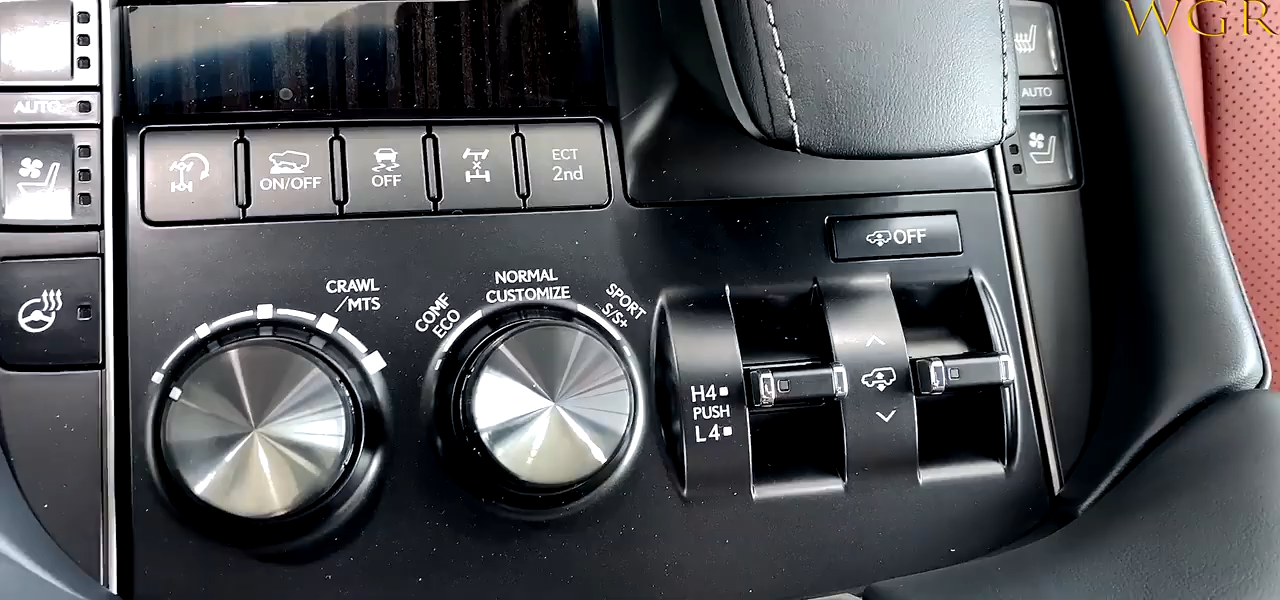 WGR
AUTO
AUTO
ON/OFF
OFF
ECT
2nd
OFF
CRAWL
/MTS
COMF
ECO
NORMAL
CUSTOMIZE
SPORT
S/S+
H4
PUSH
L4